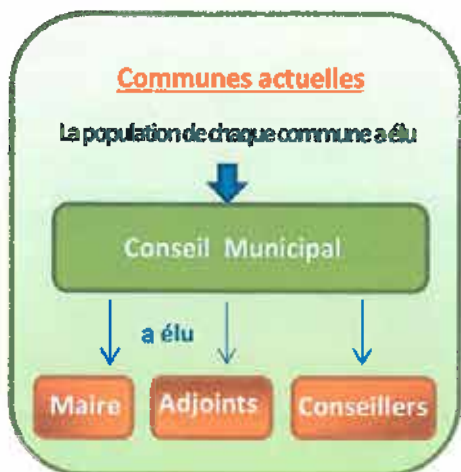 Communes actuelles
La population de chaque commune a élu
Conseil Municipal
a élu
Maire Adjoints Conseillers